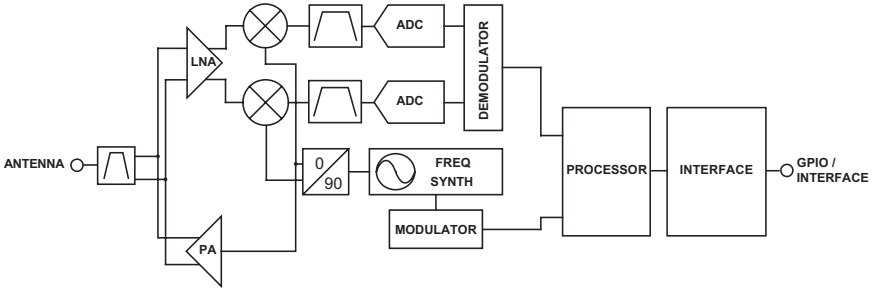 LNA
ADC
DEMODULATOR
ADC
ANTENNA
0
90
FREQ
SYNTH
MODULATOR
PA
PROCESSOR
INTERFACE
GPIO /
INTERFACE